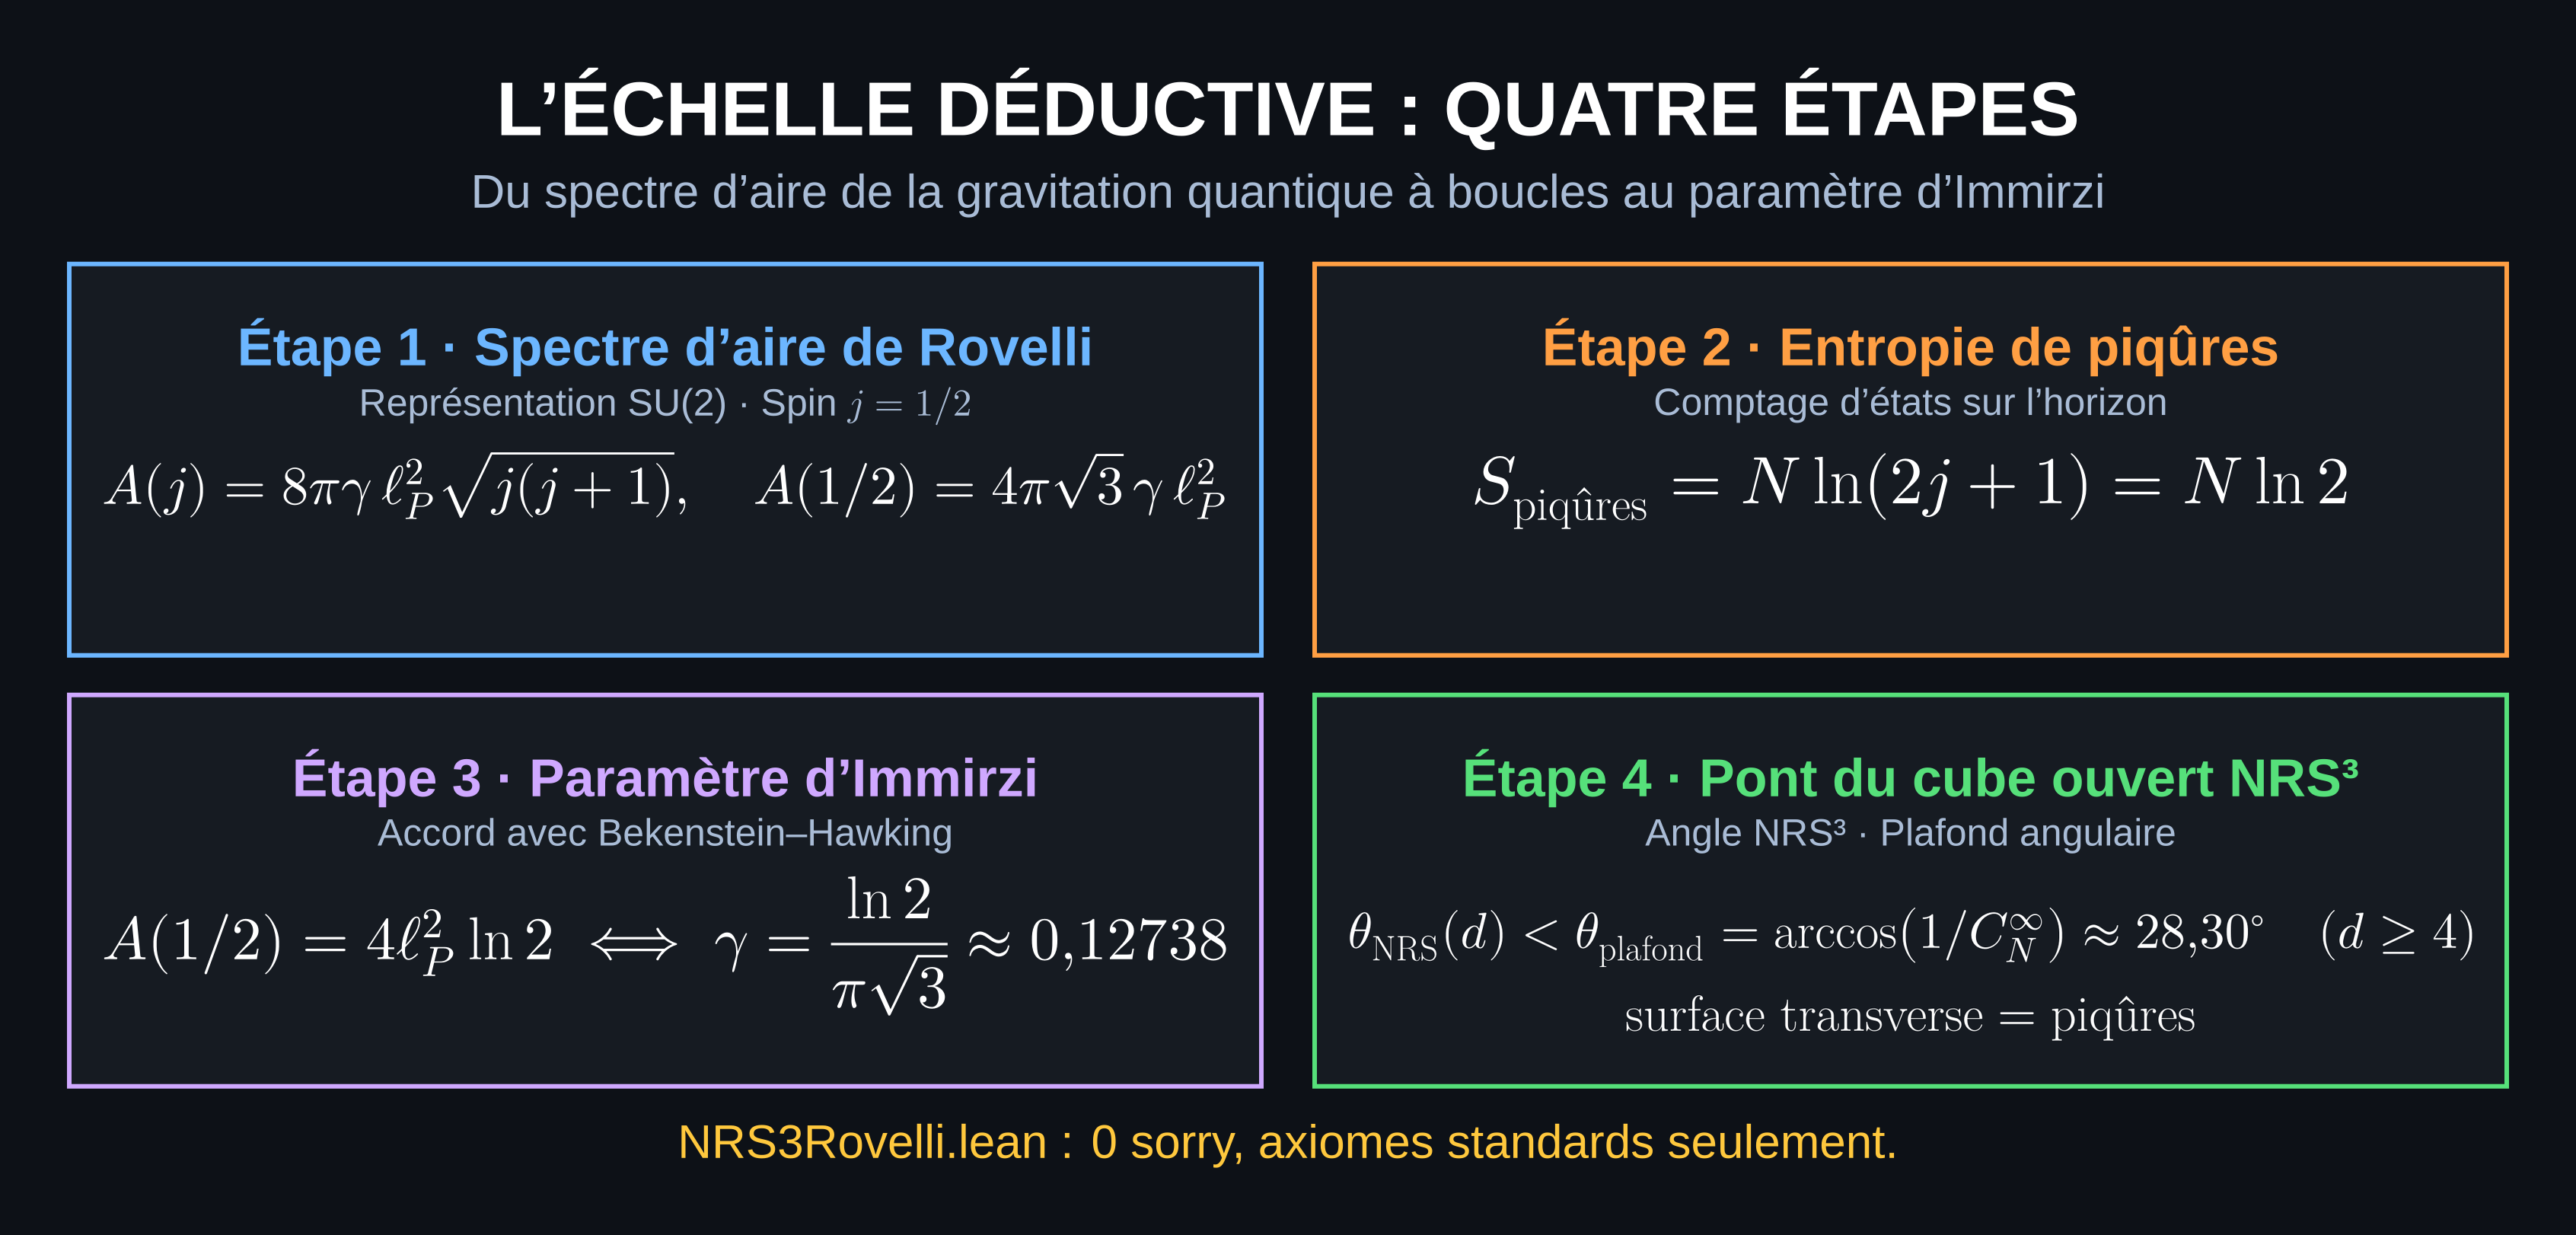 L’ÉCHELLE DÉDUCTIVE : QUATRE ÉTAPES
Du spectre d’aire de la gravitation quantique à boucles au paramètre d’Immirzi
Étape 1 · Spectre d’aire de Rovelli
Représentation SU(2) · Spin j = 1/2
A(j) = 8πγ ℓ_P^2 √(j(j + 1)), A(1/2) = 4π√3 γ ℓ_P^2
Étape 2 · Entropie de piqûres
Comptage d’états sur l’horizon
S_piqûres = N ln(2j + 1) = N ln 2
Étape 3 · Paramètre d’Immirzi
Accord avec Bekenstein–Hawking
A(1/2) = 4ℓ_P^2 ln 2 ⟺ γ = ln 2 / π√3 ≈ 0,12738
Étape 4 · Pont du cube ouvert NRS³
Angle NRS³ · Plafond angulaire
θ_NRS(d) < θ_plafond = arccos(1/C_N^∞) ≈ 28,30° (d ≥ 4)
surface transverse = piqûres
NRS3Rovelli.lean : 0 sorry, axiomes standards seulement.